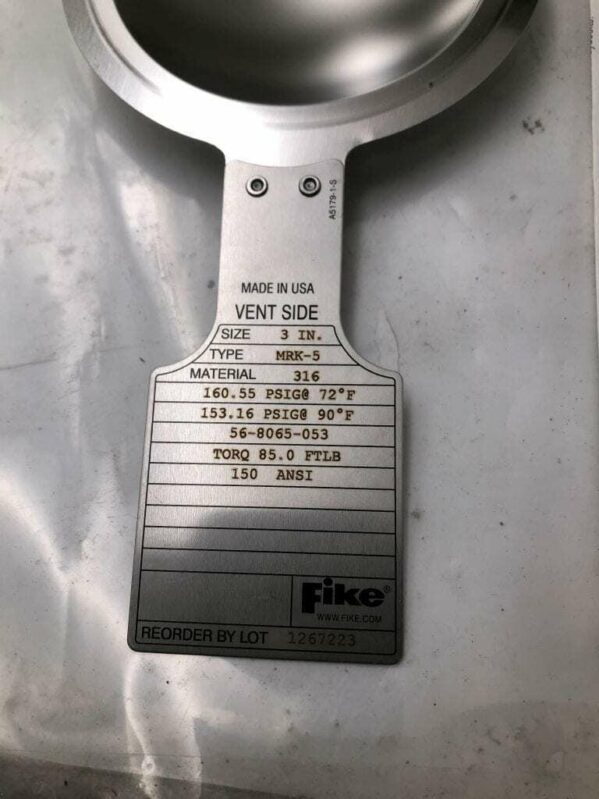 A5179-1-S
MADE IN USA
VENT SIDE
SIZE 3 IN.
TYPE MRK-5
MATERIAL 316
160.55 PSIG@ 72°F
153.16 PSIG@ 90°F
56-8065-053
TORQ 85.0 FTLB
150 ANSI
Fike®
WWW.FIKE.COM
REORDER BY LOT 1267223